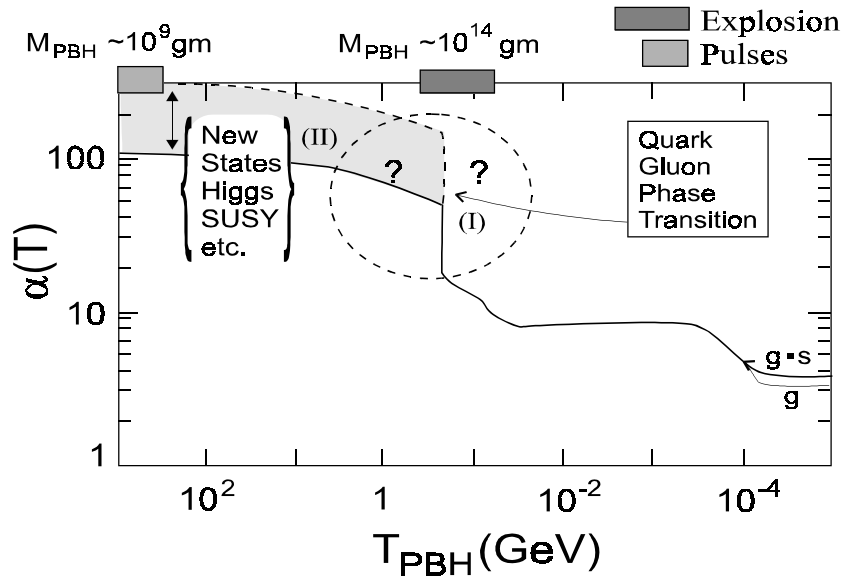 Explosion
Pulses
M_PBH ~10^9 gm
M_PBH ~10^14 gm
New
States
Higgs
SUSY
etc.
(II)
?
?
(I)
Quark
Gluon
Phase
Transition
100
10
1
α(T)
g*s
g
10^2
1
10^-2
10^-4
T_PBH (GeV)